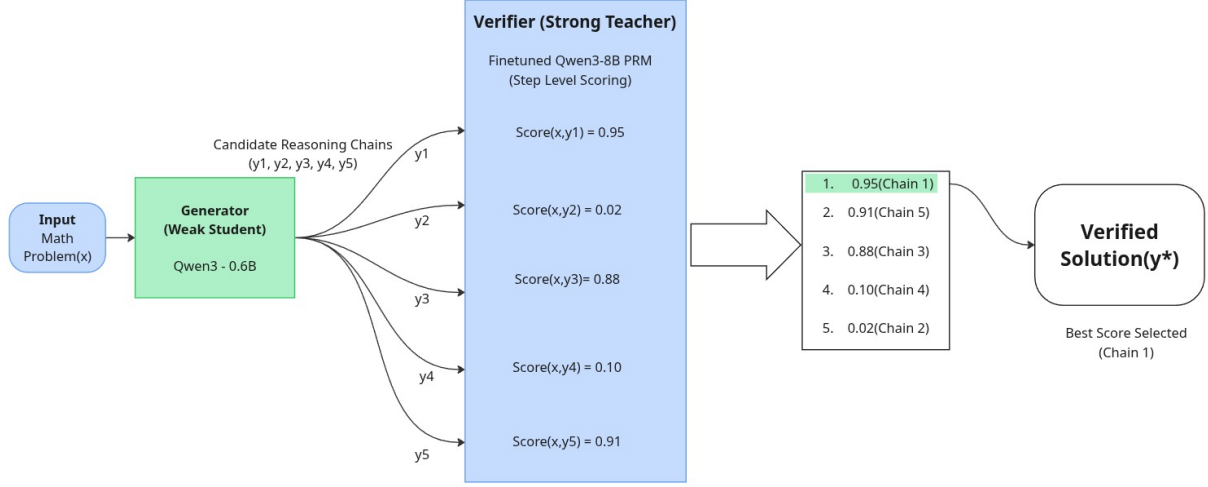 Input
Math
Problem(x)
Generator
(Weak Student)
Qwen3 - 0.6B
Candidate Reasoning Chains
(y1, y2, y3, y4, y5)
y1
y2
y3
y4
y5
Verifier (Strong Teacher)
Finetuned Qwen3-8B PRM
(Step Level Scoring)
Score(x,y1) = 0.95
Score(x,y2) = 0.02
Score(x,y3)= 0.88
Score(x,y4) = 0.10
Score(x,y5) = 0.91
1. 0.95(Chain 1)
2. 0.91(Chain 5)
3. 0.88(Chain 3)
4. 0.10(Chain 4)
5. 0.02(Chain 2)
Verified
Solution(y*)
Best Score Selected
(Chain 1)